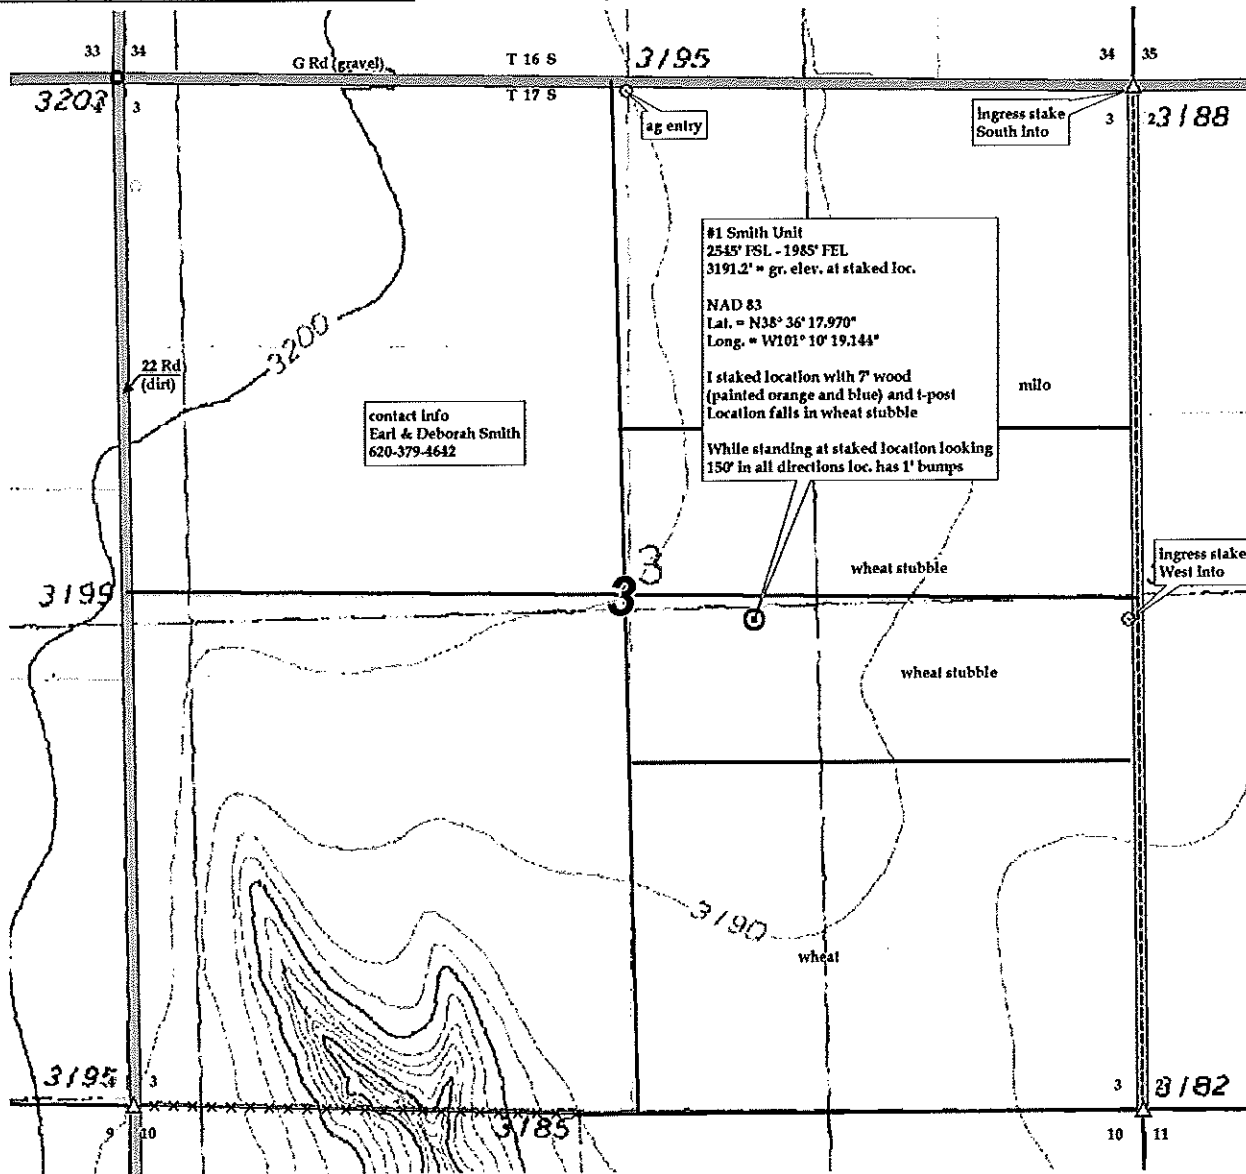 33 34
G Rd (gravel)
T 16 S
3195
34 35
T 17 S
4 3
ag entry
Ingress stake
South Into
3 2
3188
#1 Smith Unit
2545' FSL - 1985' FEL
3191.2' = gr. elev. at staked loc.
NAD 83
Lat. = N38° 36' 17.970"
Long. = W101° 10' 19.144"
I staked location with 7' wood
(painted orange and blue) and t-post
Location falls in wheat stubble
While standing at staked location looking
150' in all directions loc. has 1' bumps
3200
22 Rd
(dirt)
milo
contact info
Earl & Deborah Smith
620-379-4642
3
3
Ingress stake
West Into
wheat stubble
3195
wheat stubble
3190
wheat
3195
3
3 2
3182
3185
9 10
10 11